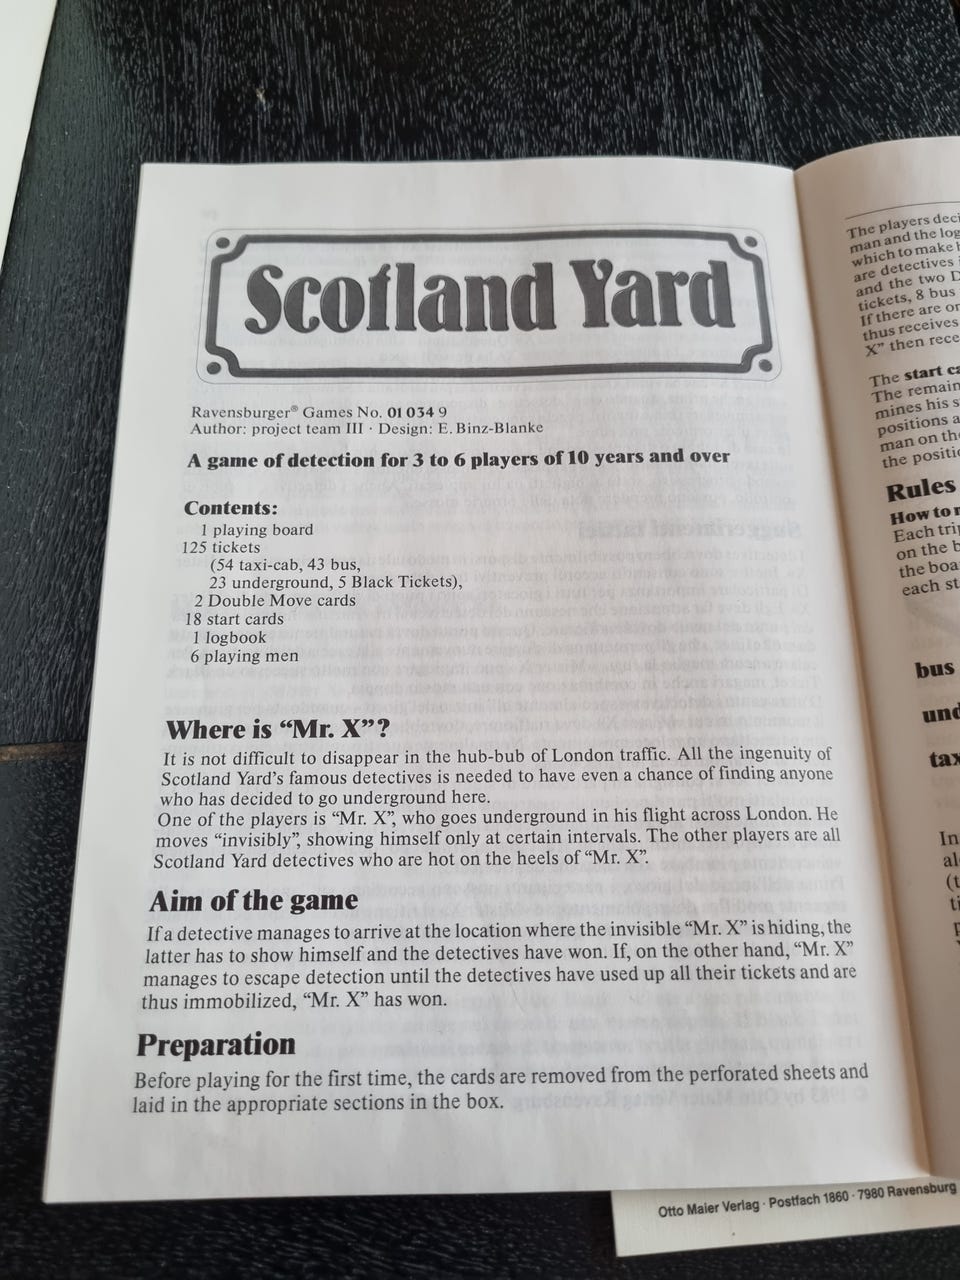 Scotland Yard
Ravensburger® Games No. 01 034 9
Author: project team III · Design: E. Binz-Blanke
A game of detection for 3 to 6 players of 10 years and over
Contents:
1 playing board
125 tickets
(54 taxi-cab, 43 bus,
23 underground, 5 Black Tickets),
2 Double Move cards
18 start cards
1 logbook
6 playing men
Where is “Mr. X”?
It is not difficult to disappear in the hub-bub of London traffic. All the ingenuity of
Scotland Yard's famous detectives is needed to have even a chance of finding anyone
who has decided to go underground here.
One of the players is “Mr. X”, who goes underground in his flight across London. He
moves “invisibly”, showing himself only at certain intervals. The other players are all
Scotland Yard detectives who are hot on the heels of “Mr. X”.
Aim of the game
If a detective manages to arrive at the location where the invisible “Mr. X” is hiding, the
latter has to show himself and the detectives have won. If, on the other hand, “Mr. X”
manages to escape detection until the detectives have used up all their tickets and are
thus immobilized, “Mr. X” has won.
Preparation
Before playing for the first time, the cards are removed from the perforated sheets and
laid in the appropriate sections in the box.
The players
man and the
which to make
are detectives
and the two
tickets, 8 bus
If there are
thus receives
X” then
The start
The
his
positions
man on the
the
Rules
How to
Each
on the
the
each
bus
In
Otto Maier Verlag · Postfach 1860 · 7980 Ravensburg